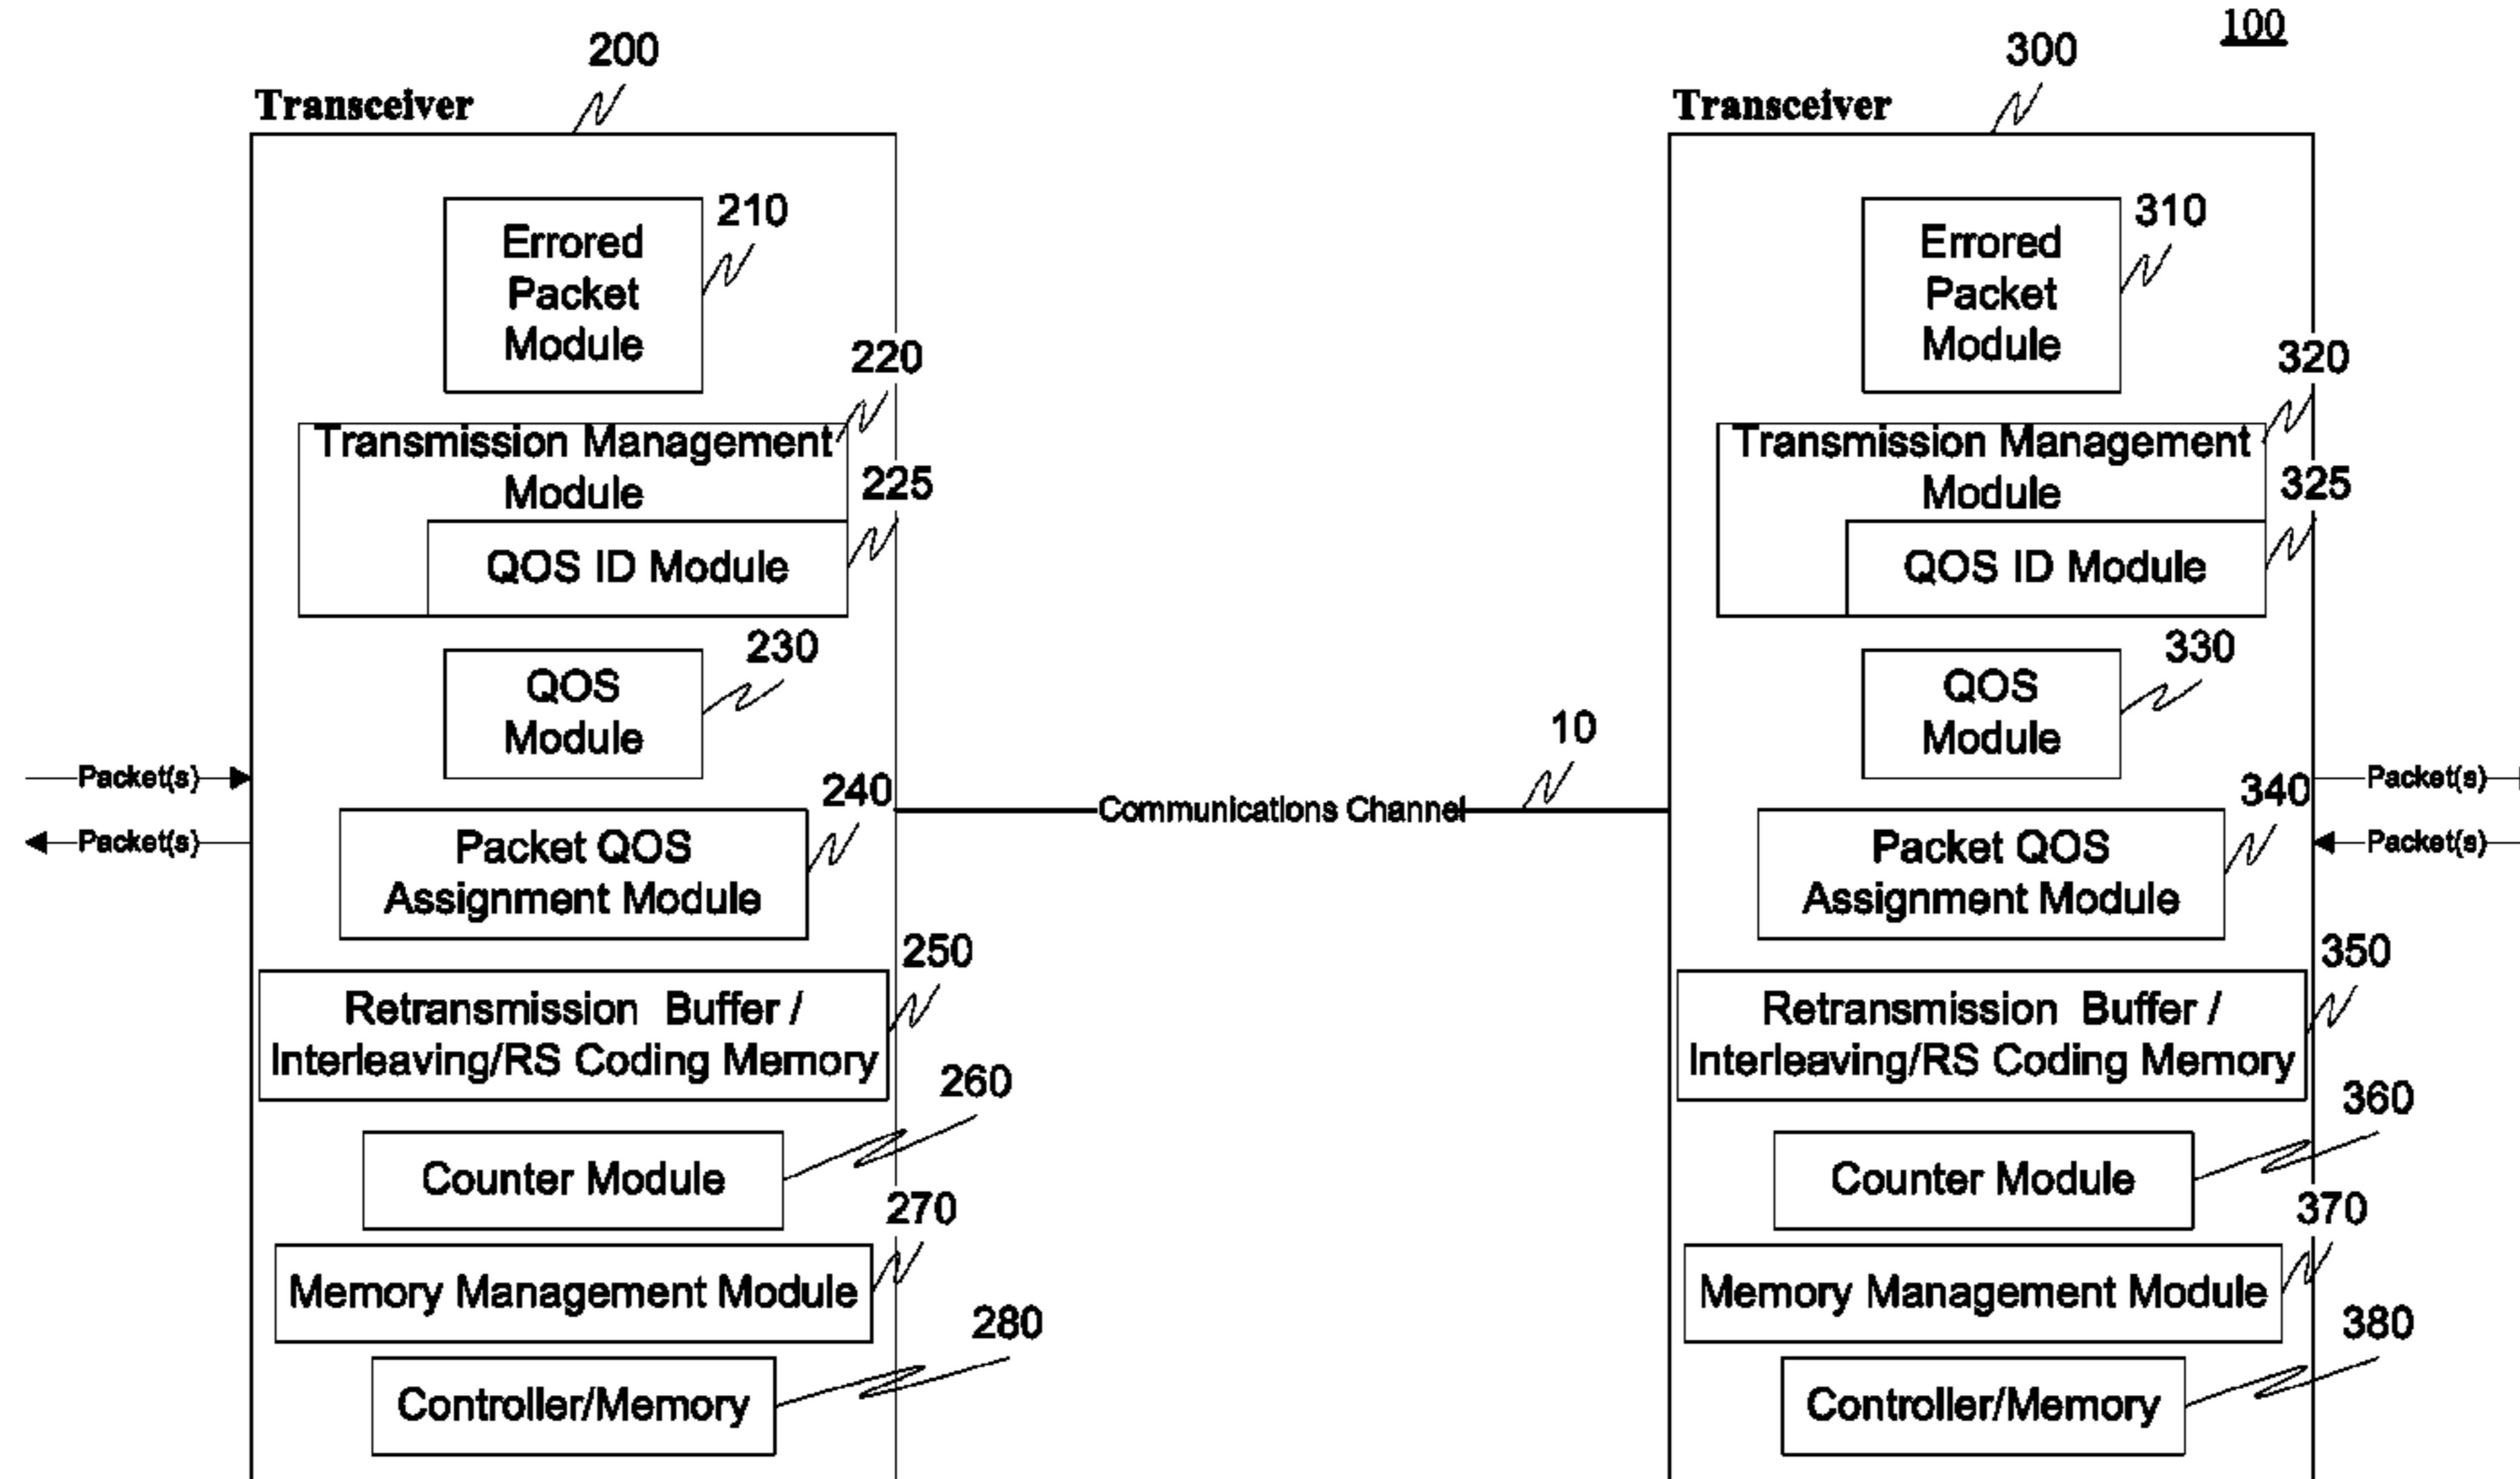 100
200
Transceiver
210
Errored
Packet
Module
220
Transmission Management
Module
225
QOS ID Module
230
QOS
Module
Packet(s)
Packet(s)
240
Packet QOS
Assignment Module
250
Retransmission Buffer /
Interleaving/RS Coding Memory
260
Counter Module
270
Memory Management Module
280
Controller/Memory
10
Communications Channel
300
Transceiver
310
Errored
Packet
Module
320
Transmission Management
Module
325
QOS ID Module
330
QOS
Module
Packet(s)
Packet(s)
340
Packet QOS
Assignment Module
350
Retransmission Buffer /
Interleaving/RS Coding Memory
360
Counter Module
370
Memory Management Module
380
Controller/Memory